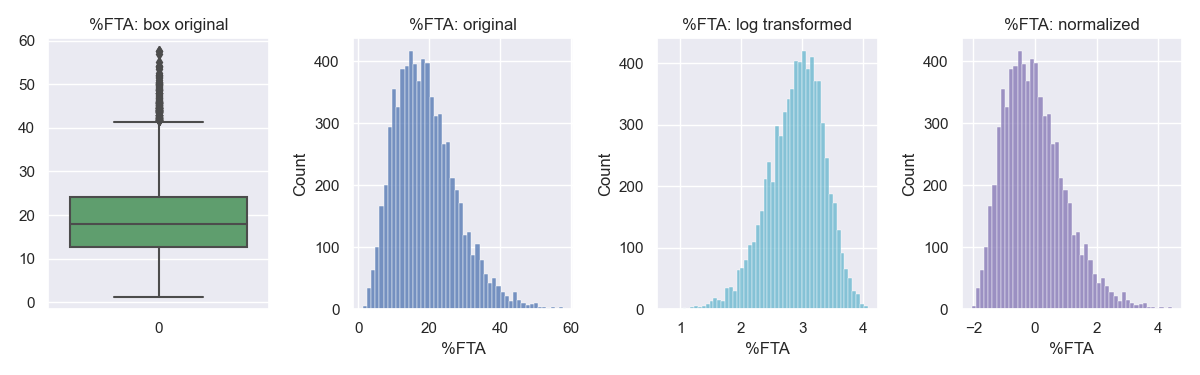 %FTA: box original
60
50
40
30
20
10
0
0
%FTA: original
Count
400
300
200
100
0
0 20 40 60
%FTA
%FTA: log transformed
Count
400
300
200
100
0
1 2 3 4
%FTA
%FTA: normalized
Count
400
300
200
100
0
−2 0 2 4
%FTA